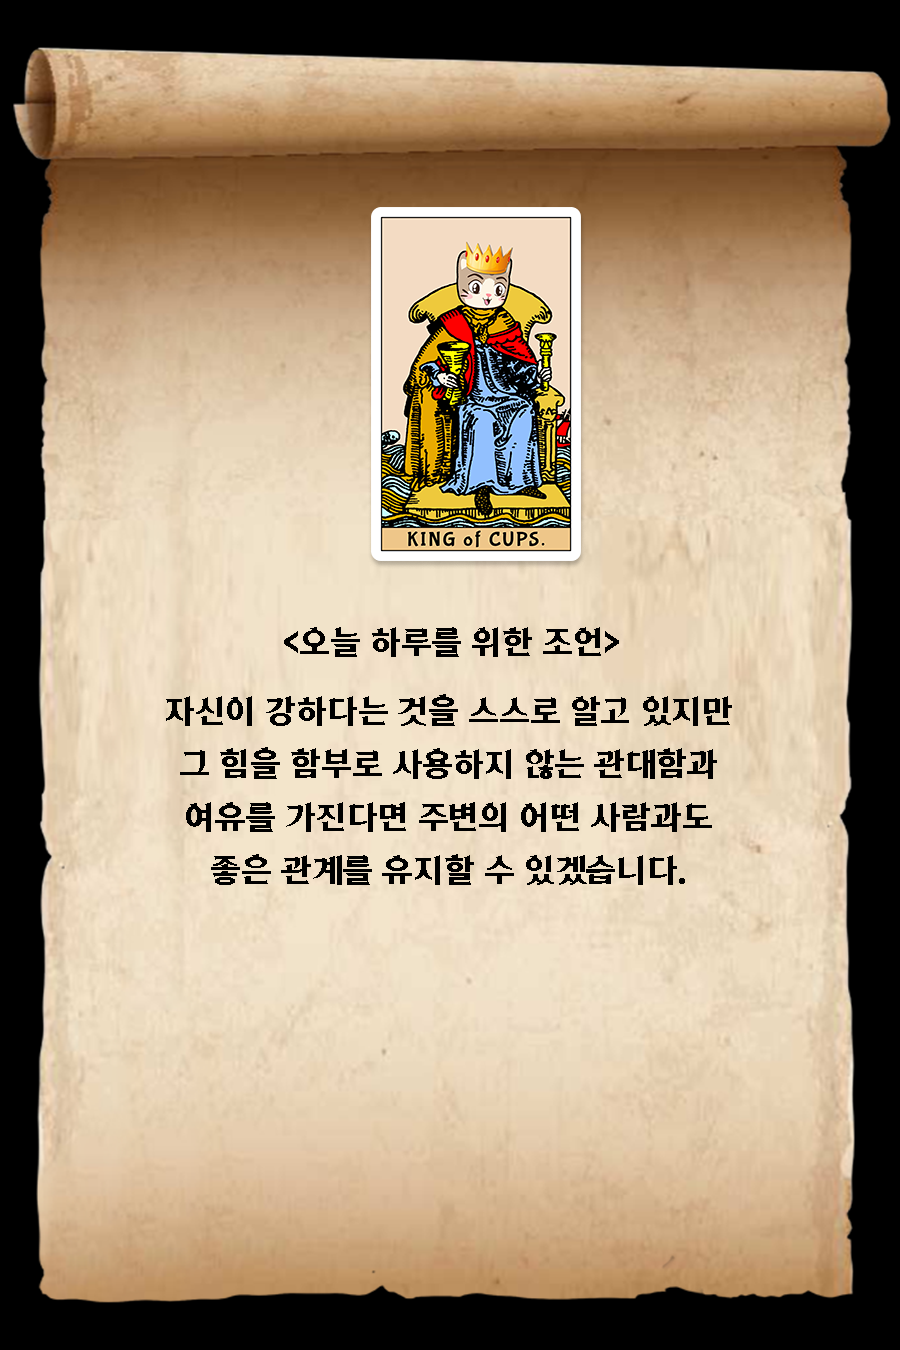 KING of CUPS.
<오늘 하루를 위한 조언>
자신이 강하다는 것을 스스로 알고 있지만
그 힘을 함부로 사용하지 않는 관대함과
여유를 가진다면 주변의 어떤 사람과도
좋은 관계를 유지할 수 있겠습니다.